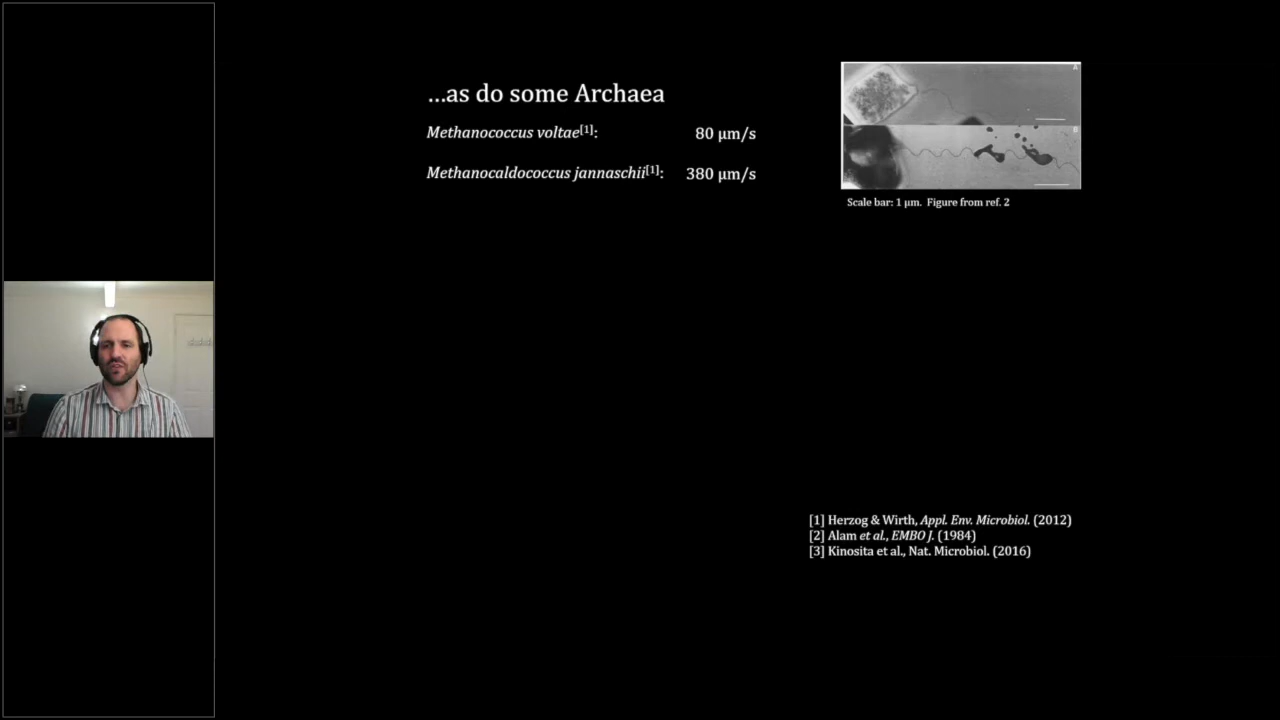 ...as do some Archaea
Methanococcus voltae[1]: 80 μm/s
Methanocaldococcus jannaschii[1]: 380 μm/s
A
B
Scale bar: 1 μm. Figure from ref. 2
[1] Herzog & Wirth, Appl. Env. Microbiol. (2012)
[2] Alam et al., EMBO J. (1984)
[3] Kinosita et al., Nat. Microbiol. (2016)